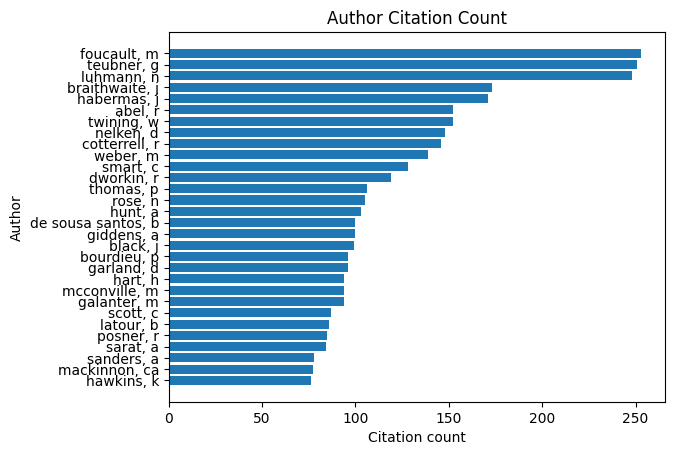 Author Citation Count
foucault, m
teubner, g
luhmann, n
braithwaite, j
habermas, j
abel, r
twining, w
nelken, d
cotterrell, r
weber, m
smart, c
dworkin, r
thomas, p
rose, n
hunt, a
de sousa santos, b
giddens, a
black, j
bourdieu, p
garland, d
hart, h
mcconville, m
galanter, m
scott, c
latour, b
posner, r
sarat, a
sanders, a
mackinnon, ca
hawkins, k
Author
0 50 100 150 200 250
Citation count